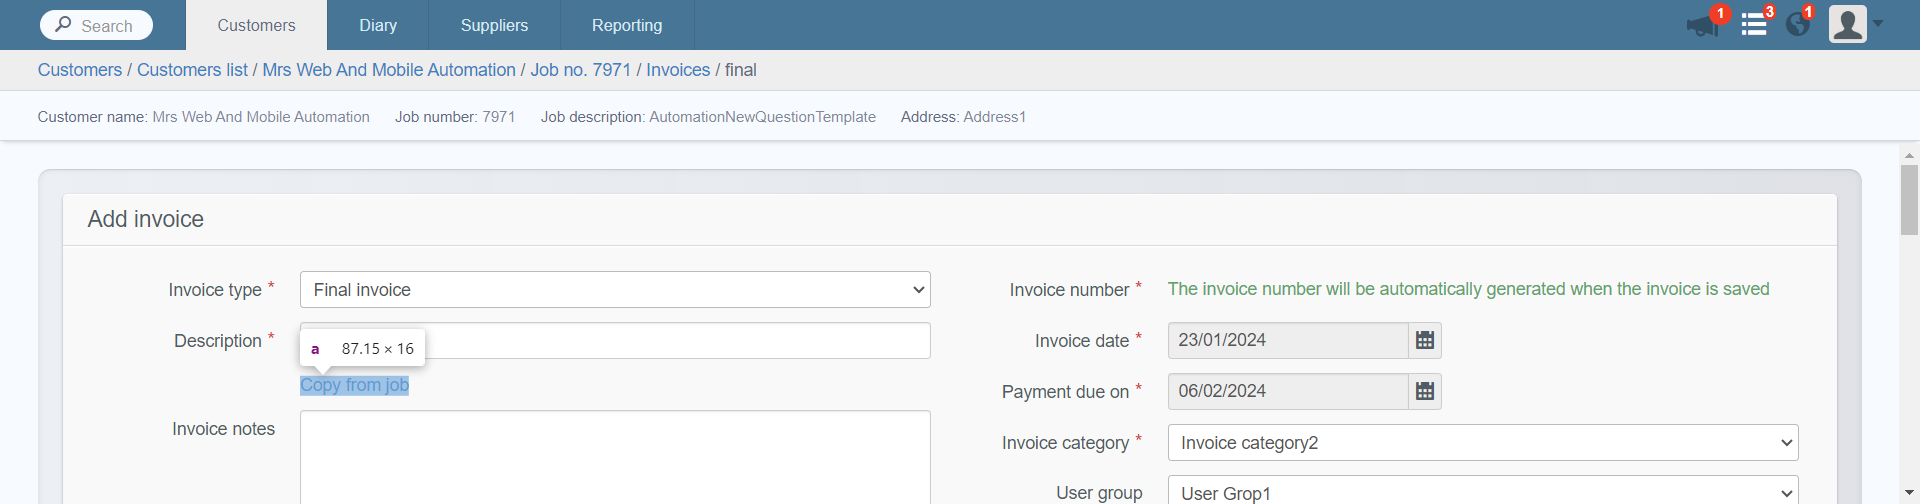 Search Customers Diary Suppliers Reporting 1 3 1
Customers / Customers list / Mrs Web And Mobile Automation / Job no. 7971 / Invoices / final
Customer name: Mrs Web And Mobile Automation Job number: 7971 Job description: AutomationNewQuestionTemplate Address: Address1
Add invoice
Invoice type * Final invoice
Description *
a 87.15 × 16
Copy from job
Invoice notes
Invoice number * The invoice number will be automatically generated when the invoice is saved
Invoice date * 23/01/2024
Payment due on * 06/02/2024
Invoice category * Invoice category2
User group User Grop1